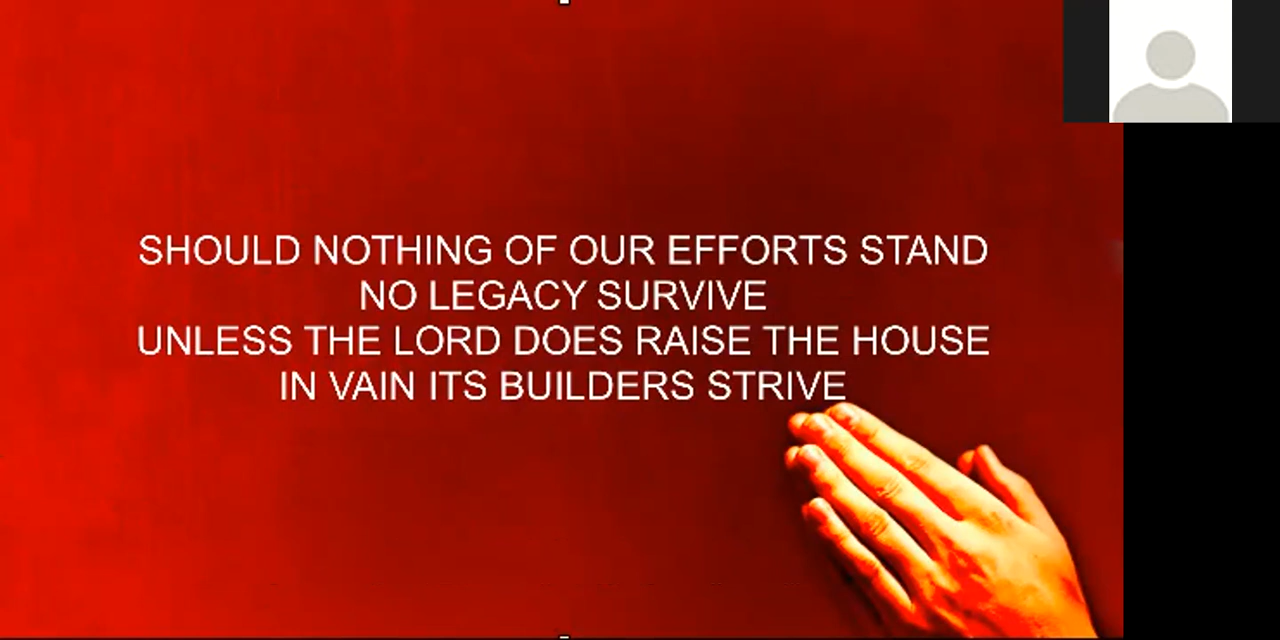 SHOULD NOTHING OF OUR EFFORTS STAND
NO LEGACY SURVIVE
UNLESS THE LORD DOES RAISE THE HOUSE
IN VAIN ITS BUILDERS STRIVE